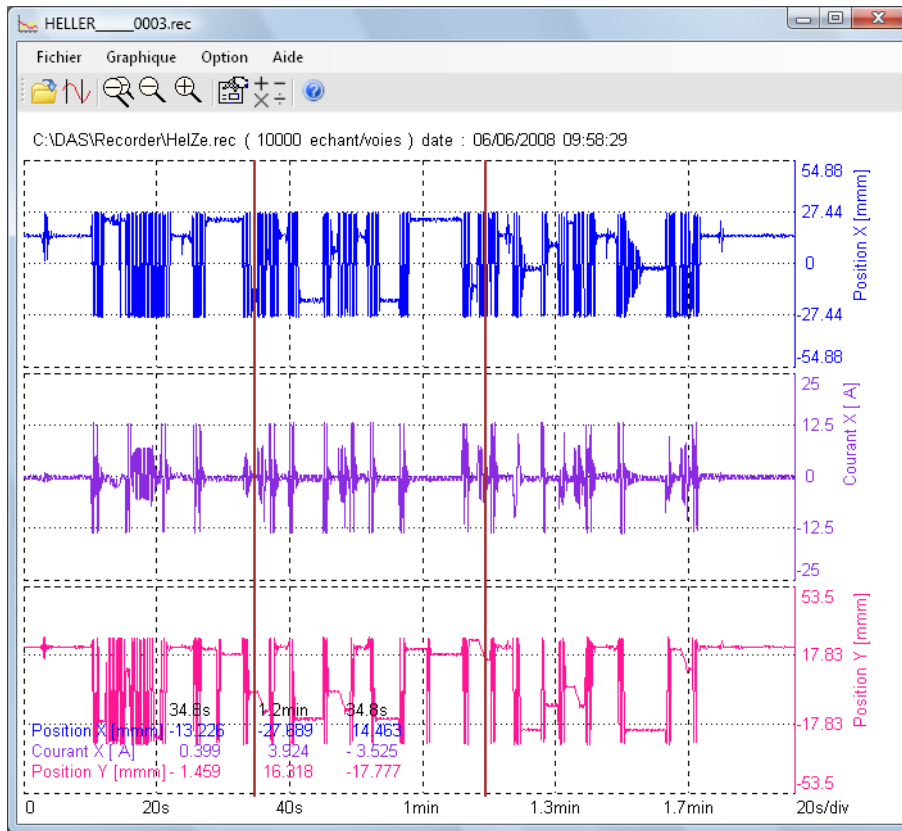 HELLER_____0003.rec
Fichier Graphique Option Aide
C:\DAS\Recorder\HelZe.rec ( 10000 echant/voies ) date : 06/06/2008 09:58:29
54.88
27.44
0
-27.44
-54.88
Position X [mmm]
25
12.5
0
-12.5
-25
Courant X [ A]
53.5
17.83
-17.83
-53.5
Position Y [mmm]
34.8s 1.2min 34.8s
Position X [mmm] -13.226 -27.689 14.463
Courant X [ A] 0.399 3.924 -3.525
Position Y [mmm] - 1.459 16.318 -17.777
0 20s 40s 1min 1.3min 1.7min 20s/div